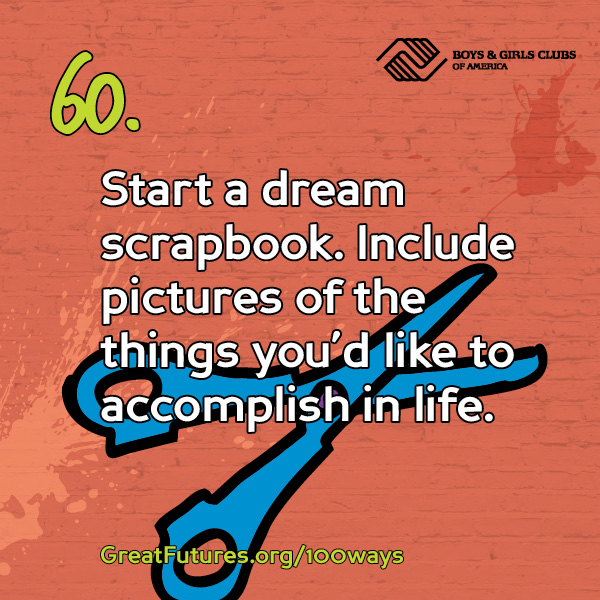 60.
BOYS & GIRLS CLUBS
OF AMERICA
Start a dream
scrapbook. Include
pictures of the
things you'd like to
accomplish in life.
GreatFutures.org/100ways